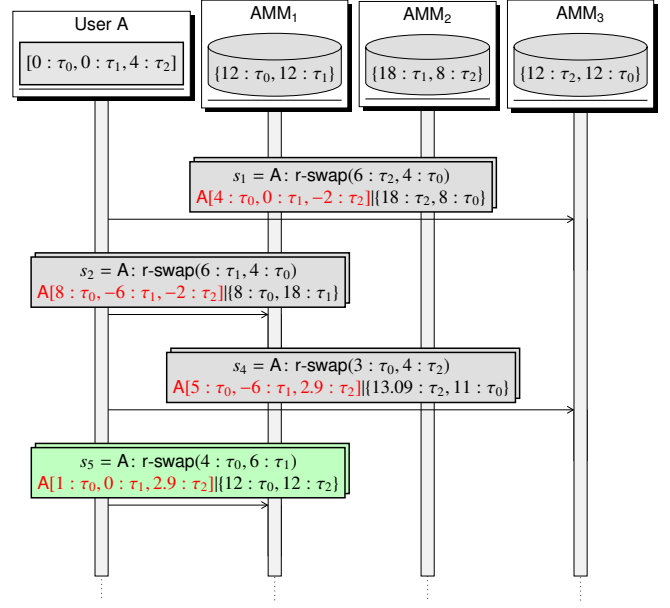 User A
[0 : τ₀, 0 : τ₁, 4 : τ₂]
AMM₁
{12 : τ₀, 12 : τ₁}
AMM₂
{18 : τ₁, 8 : τ₂}
AMM₃
{12 : τ₂, 12 : τ₀}
s₁ = A: r-swap(6 : τ₂, 4 : τ₀)
A[4 : τ₀, 0 : τ₁, −2 : τ₂]|{18 : τ₂, 8 : τ₀}
s₂ = A: r-swap(6 : τ₁, 4 : τ₀)
A[8 : τ₀, −6 : τ₁, −2 : τ₂]|{8 : τ₀, 18 : τ₁}
s₄ = A: r-swap(3 : τ₀, 4 : τ₂)
A[5 : τ₀, −6 : τ₁, 2.9 : τ₂]|{13.09 : τ₂, 11 : τ₀}
s₅ = A: r-swap(4 : τ₀, 6 : τ₁)
A[1 : τ₀, 0 : τ₁, 2.9 : τ₂]|{12 : τ₀, 12 : τ₂}